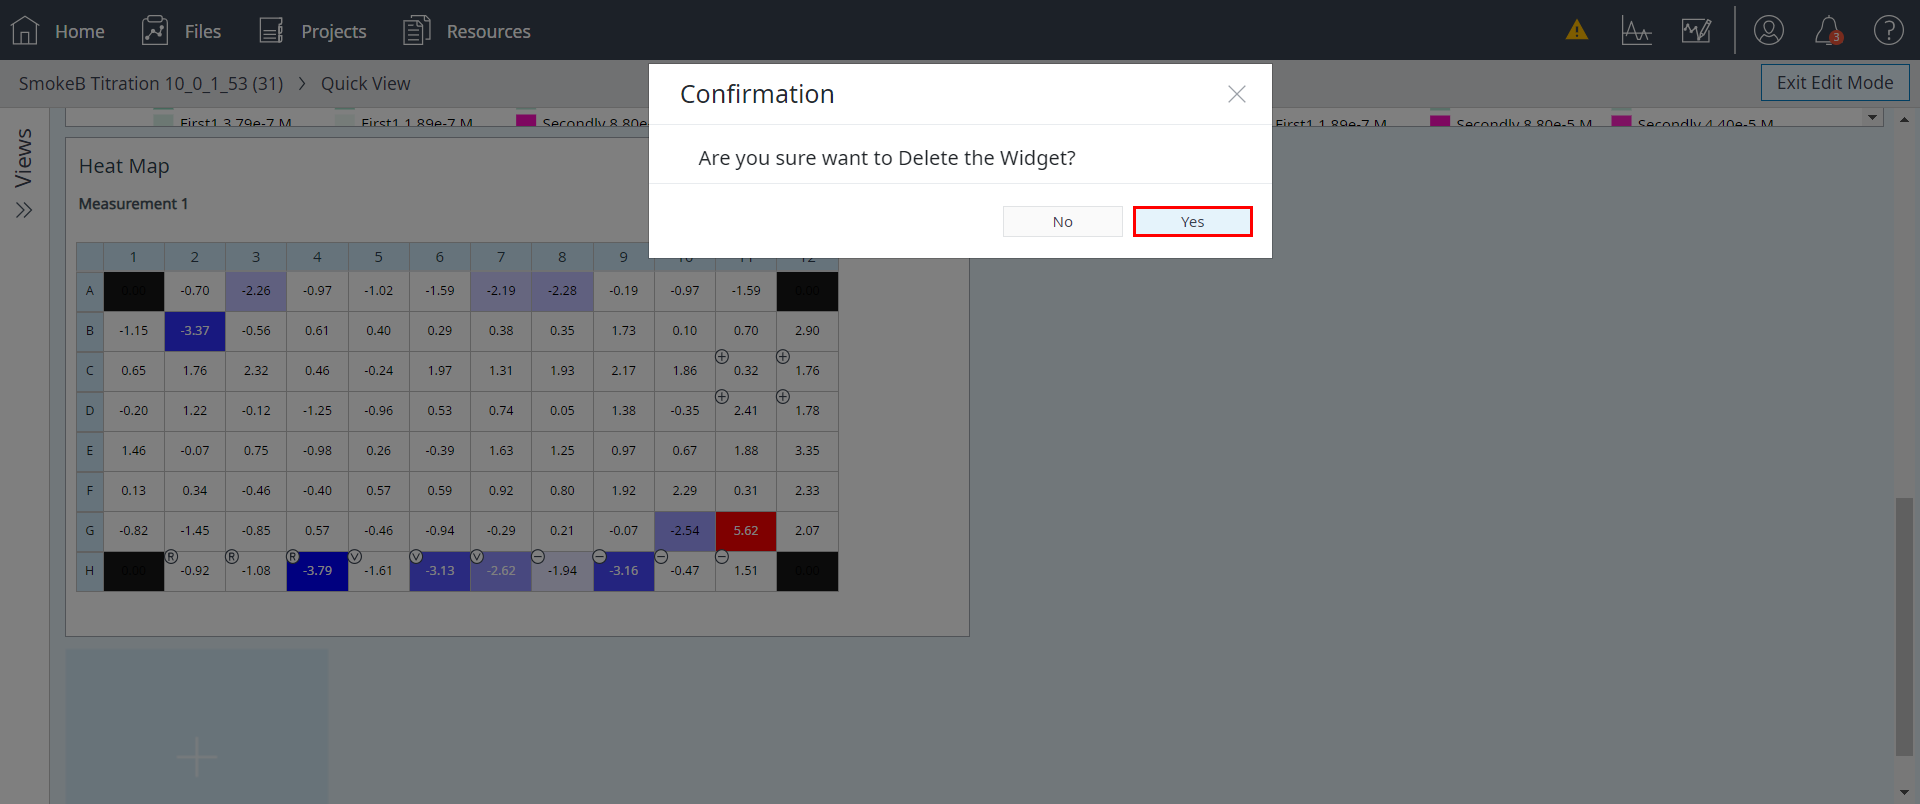 Home Files Projects Resources 3
SmokeB Titration 10_0_1_53 (31) > Quick View Exit Edit Mode
Confirmation
Are you sure want to Delete the Widget?
No Yes
Views
First1 3.79e-7 M First1 1.89e-7 M Secondly 8.80e First1 1.89e-7 M Secondly 8.80e-5 M Secondly 4.40e-5 M
Heat Map
Measurement 1
1 2 3 4 5 6 7 8 9 10 11 12
A 0.00 -0.70 -2.26 -0.97 -1.02 -1.59 -2.19 -2.28 -0.19 -0.97 -1.59 0.00
B -1.15 -3.37 -0.56 0.61 0.40 0.29 0.38 0.35 1.73 0.10 0.70 2.90
C 0.65 1.76 2.32 0.46 -0.24 1.97 1.31 1.93 2.17 1.86 0.32 1.76
D -0.20 1.22 -0.12 -1.25 -0.96 0.53 0.74 0.05 1.38 -0.35 2.41 1.78
E 1.46 -0.07 0.75 -0.98 0.26 -0.39 1.63 1.25 0.97 0.67 1.88 3.35
F 0.13 0.34 -0.46 -0.40 0.57 0.59 0.92 0.80 1.92 2.29 0.31 2.33
G -0.82 -1.45 -0.85 0.57 -0.46 -0.94 -0.29 0.21 -0.07 -2.54 5.62 2.07
R R R V V V
H 0.00 -0.92 -1.08 -3.79 -1.61 -3.13 -2.62 -1.94 -3.16 -0.47 1.51 0.00